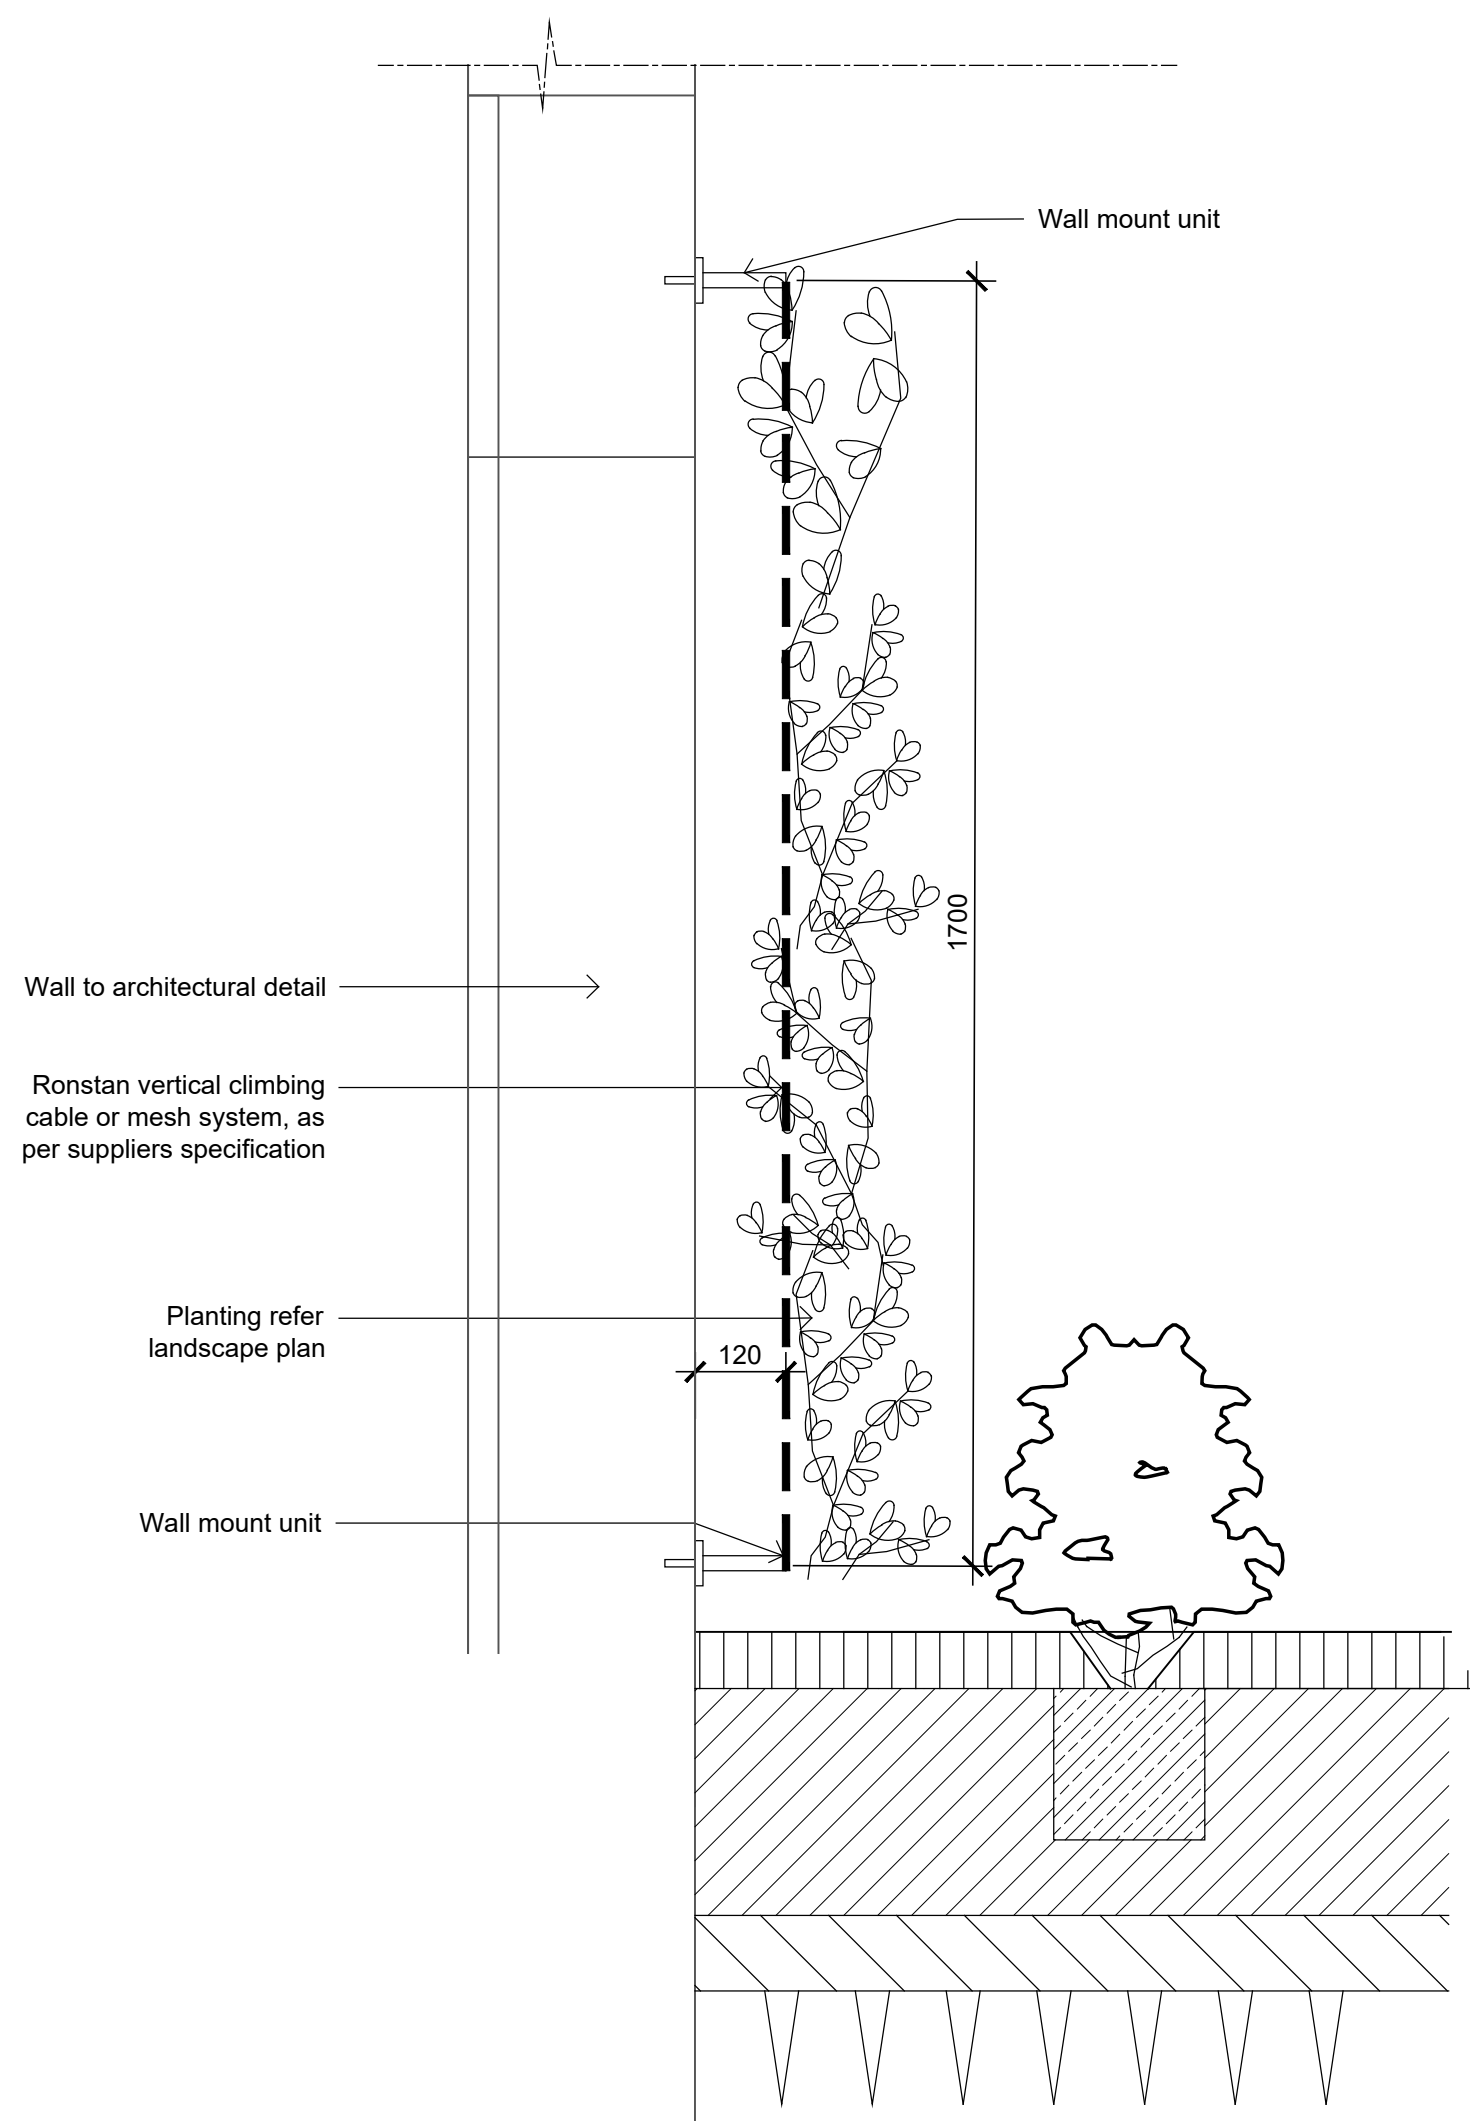 Wall mount unit
1700
Wall to architectural detail
Ronstan vertical climbing
cable or mesh system, as
per suppliers specification
Planting refer
landscape plan
120
Wall mount unit